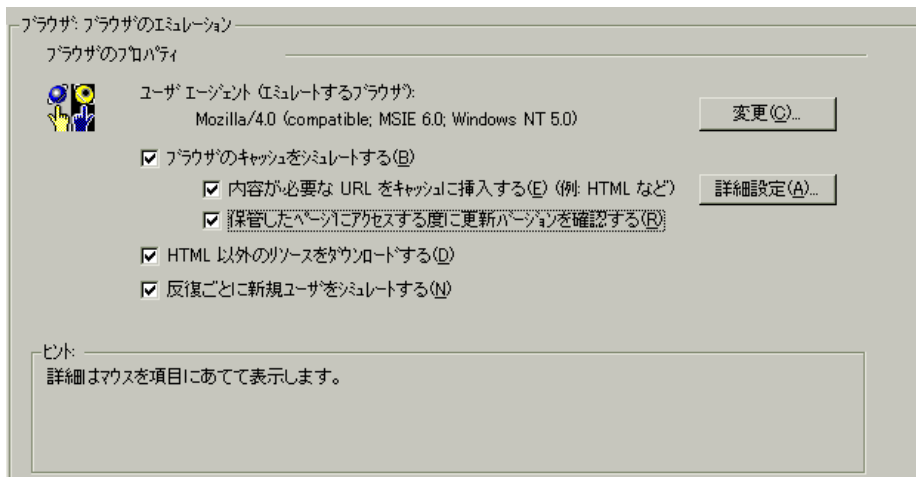 ブラウザ: ブラウザのエミュレーション
ブラウザのプロパティ
ユーザ エージェント (エミュレートするブラウザ):
Mozilla/4.0 (compatible; MSIE 6.0; Windows NT 5.0)
変更(C)...
ブラウザのキャッシュをシミュレートする(B)
内容が必要な URL をキャッシュに挿入する(E) (例: HTML など)
詳細設定(A)...
保管したページにアクセスする度に更新バージョンを確認する(R)
HTML 以外のリソースをダウンロードする(D)
反復ごとに新規ユーザをシミュレートする(N)
ヒント:
詳細はマウスを項目にあてて表示します。